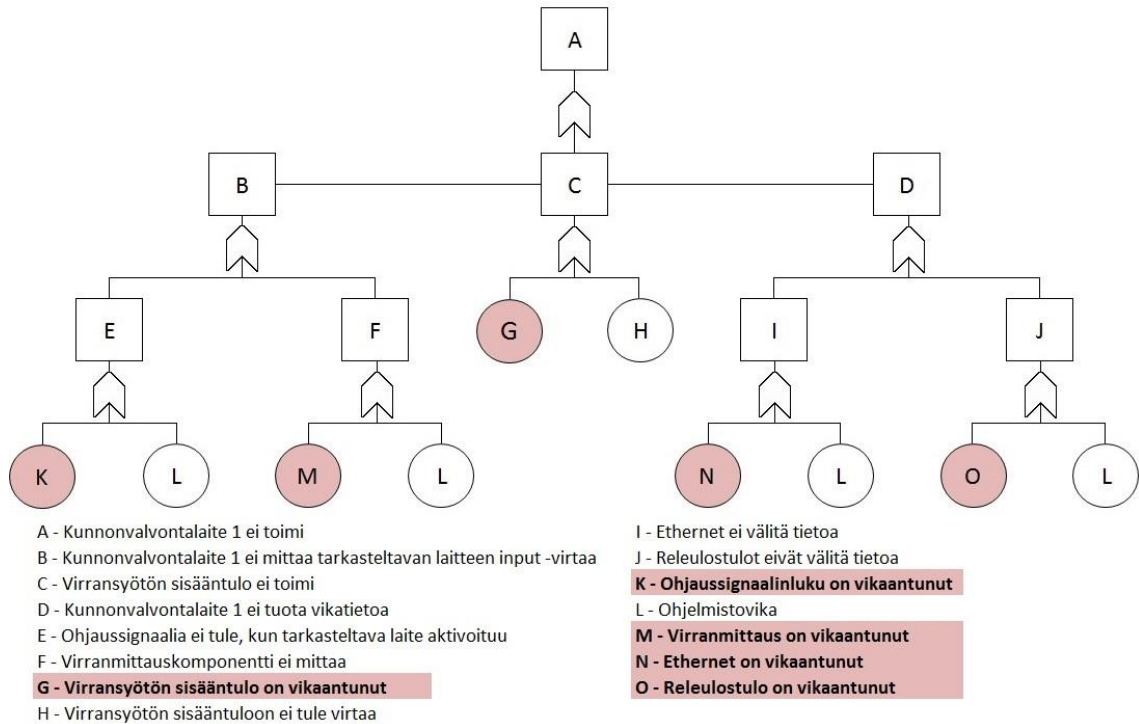 A
B
C
D
E
F
G
H
I
J
K
L
M
L
N
L
O
L
A - Kunnonvalvontalaite 1 ei toimi
B - Kunnonvalvontalaite 1 ei mittaa tarkasteltavan laitteen input -virtaa
C - Virransyötön sisääntulo ei toimi
D - Kunnonvalvontalaite 1 ei tuota vikatietoa
E - Ohjaussignaalia ei tule, kun tarkasteltava laite aktivoituu
F - Virranmittauskomponentti ei mittaa
G - Virransyötön sisääntulo on vikaantunut
H - Virransyötön sisääntuloon ei tule virtaa
I - Ethernet ei välitä tietoa
J - Releulostulot eivät välitä tietoa
K - Ohjaussignaalinluku on vikaantunut
L - Ohjelmistovika
M - Virranmittaus on vikaantunut
N - Ethernet on vikaantunut
O - Releulostulo on vikaantunut